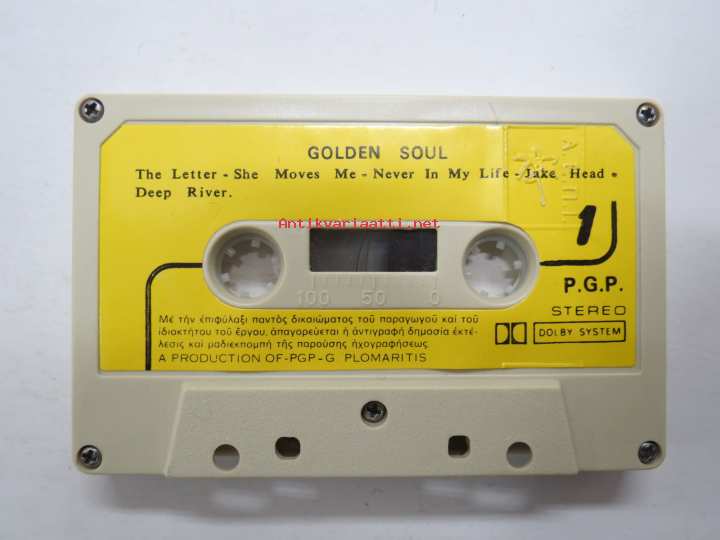 GOLDEN SOUL
The Letter - She Moves Me - Never In My Life - Jake Head -
Deep River.
Antikvariaatti.net
A.E.Π.Ι.
1
100 50 0
P.G.P.
STEREO
DOLBY SYSTEM
Μέ τήν ἐπιφύλαξι παντός δικαιώματος τοῦ παραγωγοῦ καί τοῦ
ἰδιοκτήτου τοῦ ἔργου, ἀπαγορεύεται ἡ ἀντιγραφή δημοσία ἐκτέ-
λεσις καί ραδιεκπομπή τῆς παρούσης ἠχογραφήσεως
A PRODUCTION OF-PGP-G PLOMARITIS